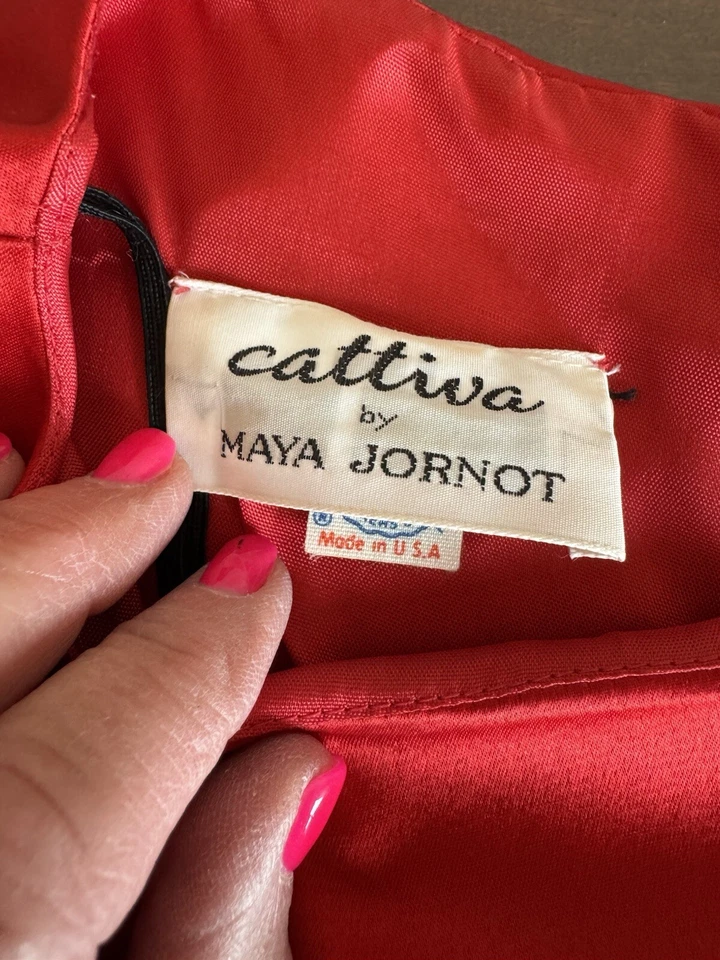 cattiva
by
MAYA JORNOT
®
Made in U.S.A